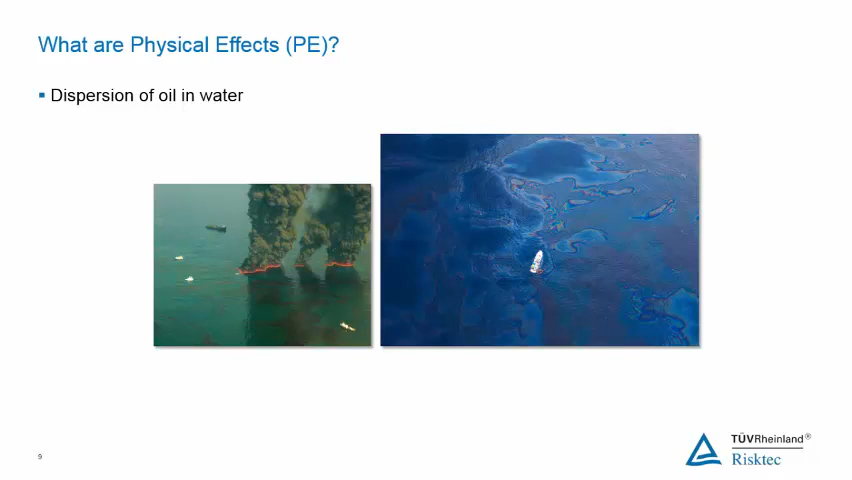 What are Physical Effects (PE)?
Dispersion of oil in water
9
TÜVRheinland®
Risktec